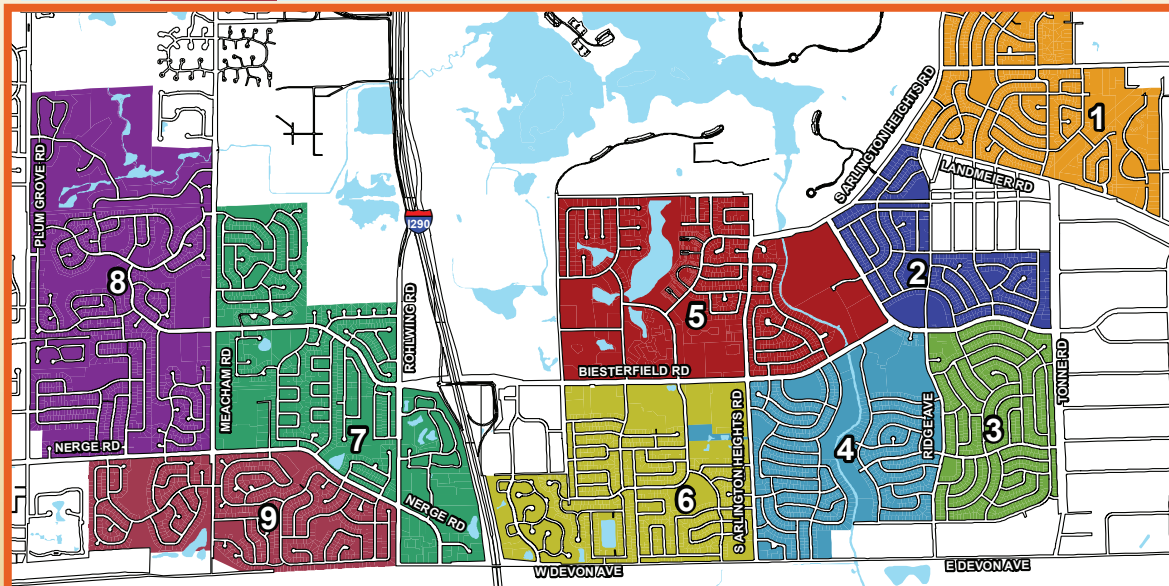 1
S ARLINGTON HEIGHTS RD
LANDMEIER RD
PLUM GROVE RD
I290
8
2
ROHLWING RD
5
MEACHAM RD
BIESTERFIELD RD
TONNE RD
S ARLINGTON HEIGHTS RD
RIDGE AVE
3
7
4
NERGE RD
6
9
NERGE RD
W DEVON AVE
E DEVON AVE